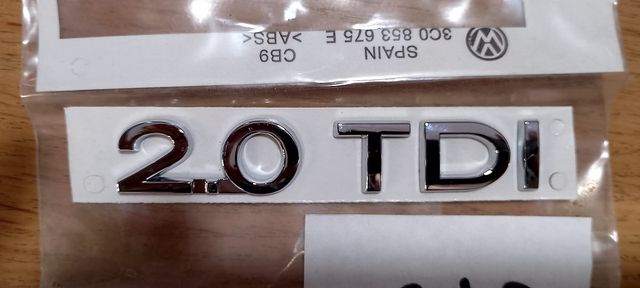 3C0 853 675 E
SPAIN >ABS<
CB9
2.0 TDI